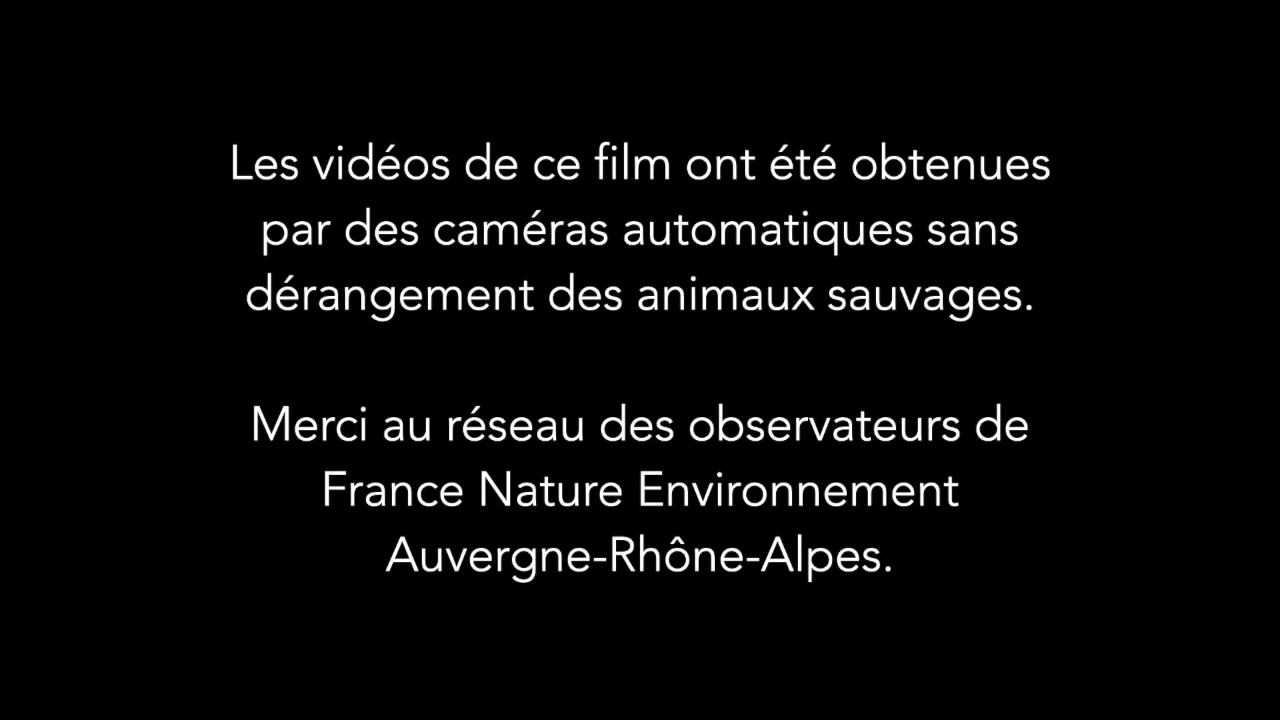 Les vidéos de ce film ont été obtenues
par des caméras automatiques sans
dérangement des animaux sauvages.
Merci au réseau des observateurs de
France Nature Environnement
Auvergne-Rhône-Alpes.